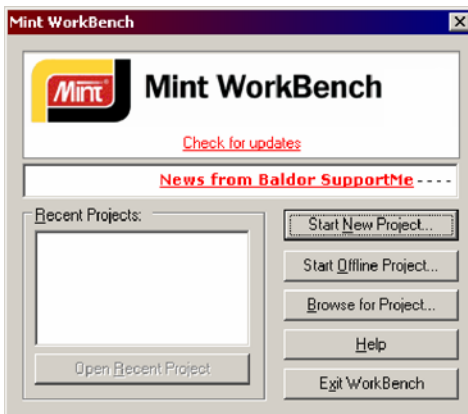 Mint WorkBench
Mint
Mint WorkBench
Check for updates
News from Baldor SupportMe----
Recent Projects:
Start New Project...
Start Offline Project...
Browse for Project...
Help
Open Recent Project
Exit WorkBench